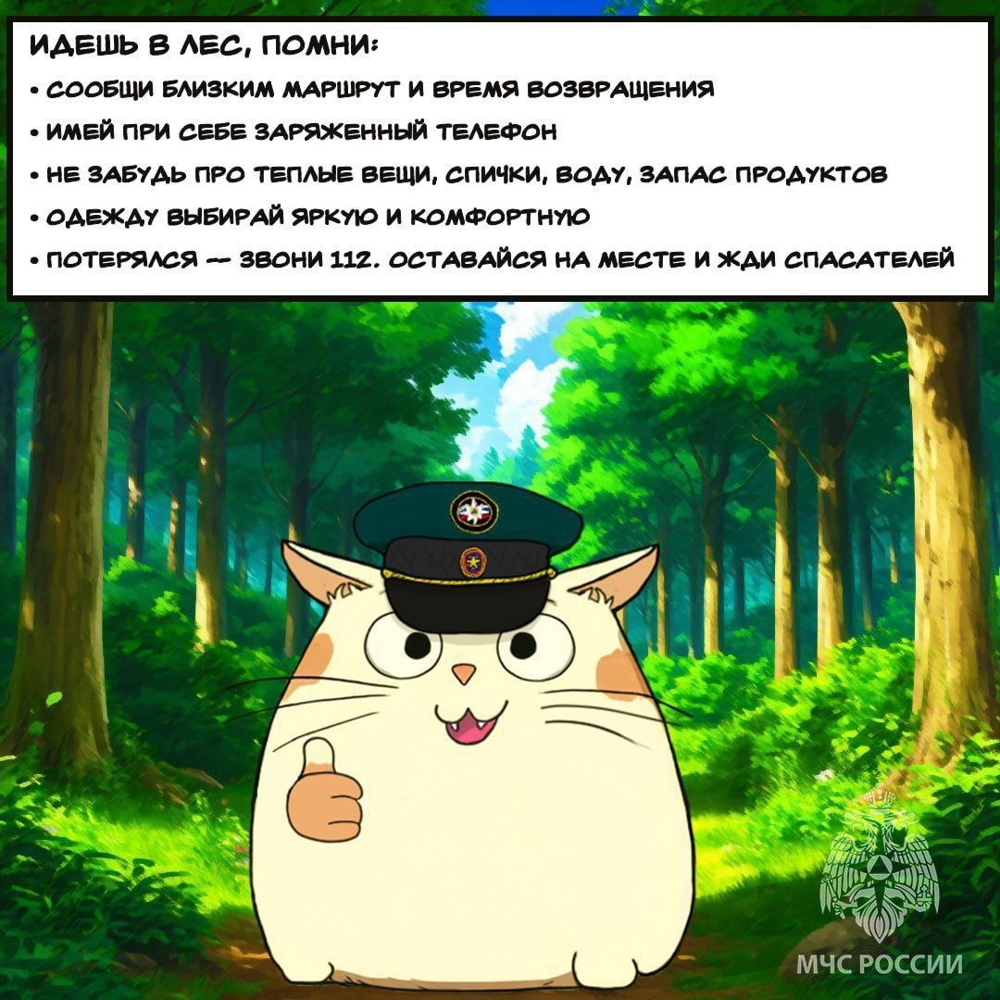 ИДЕШЬ В ЛЕС, ПОМНИ:
• СООБЩИ БЛИЗКИМ МАРШРУТ И ВРЕМЯ ВОЗВРАЩЕНИЯ
• ИМЕЙ ПРИ СЕБЕ ЗАРЯЖЕННЫЙ ТЕЛЕФОН
• НЕ ЗАБУДЬ ПРО ТЕПЛЫЕ ВЕЩИ, СПИЧКИ, ВОДУ, ЗАПАС ПРОДУКТОВ
• ОДЕЖДУ ВЫБИРАЙ ЯРКУЮ И КОМФОРТНУЮ
• ПОТЕРЯЛСЯ — ЗВОНИ 112. ОСТАВАЙСЯ НА МЕСТЕ И ЖДИ СПАСАТЕЛЕЙ
МЧС РОССИИ